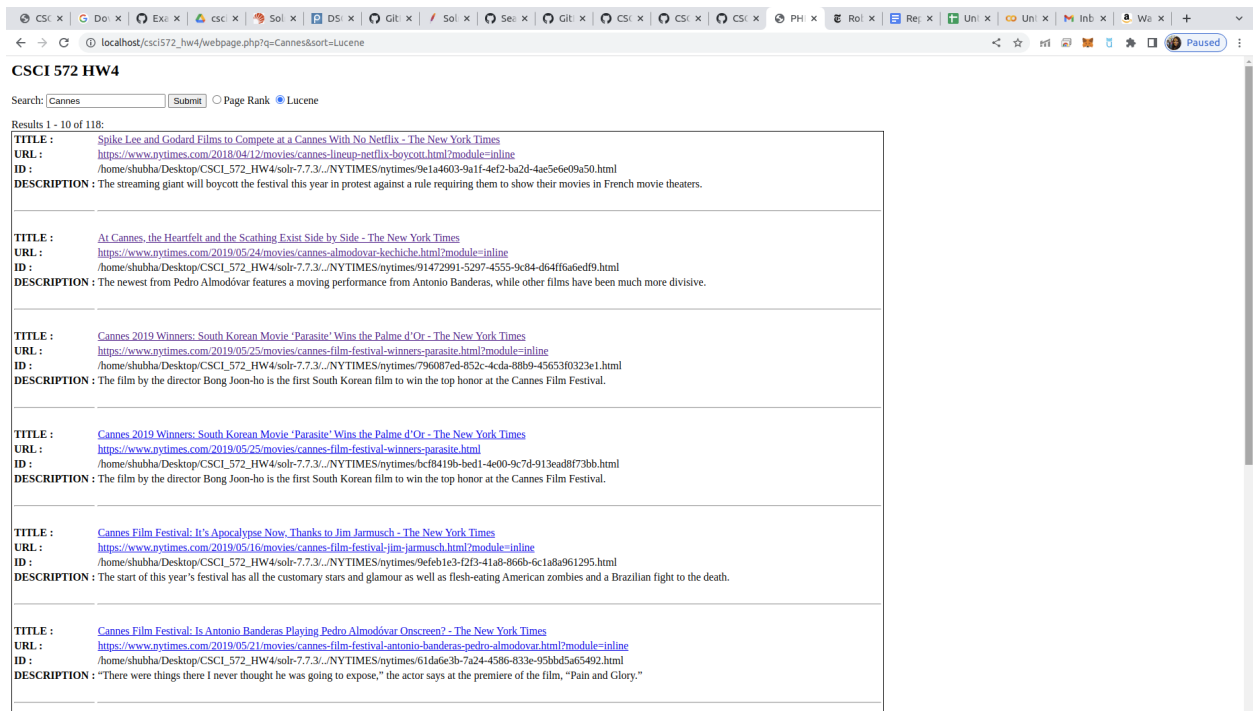 CSC
G Dov
Exa
csci
Sol
DSC
Git
Sol
Sea
Git
CSC
CSC
CSC
PH
Rob
Rep
Unt
Unt
M Inb
a Wa
localhost/csci572_hw4/webpage.php?q=Cannes&sort=Lucene
Paused
CSCI 572 HW4
Search: Cannes Submit Page Rank Lucene
Results 1 - 10 of 118:
TITLE : Spike Lee and Godard Films to Compete at a Cannes With No Netflix - The New York Times
URL : https://www.nytimes.com/2018/04/12/movies/cannes-lineup-netflix-boycott.html?module=inline
ID : /home/shubha/Desktop/CSCI_572_HW4/solr-7.7.3/../NYTIMES/nytimes/9e1a4603-9a1f-4ef2-ba2d-4ae5e6e09a50.html
DESCRIPTION : The streaming giant will boycott the festival this year in protest against a rule requiring them to show their movies in French movie theaters.
TITLE : At Cannes, the Heartfelt and the Scathing Exist Side by Side - The New York Times
URL : https://www.nytimes.com/2019/05/24/movies/cannes-almodovar-kechiche.html?module=inline
ID : /home/shubha/Desktop/CSCI_572_HW4/solr-7.7.3/../NYTIMES/nytimes/91472991-5297-4555-9c84-d64ff6a6edf9.html
DESCRIPTION : The newest from Pedro Almodóvar features a moving performance from Antonio Banderas, while other films have been much more divisive.
TITLE : Cannes 2019 Winners: South Korean Movie ‘Parasite’ Wins the Palme d’Or - The New York Times
URL : https://www.nytimes.com/2019/05/25/movies/cannes-film-festival-winners-parasite.html?module=inline
ID : /home/shubha/Desktop/CSCI_572_HW4/solr-7.7.3/../NYTIMES/nytimes/796087ed-852c-4cda-88b9-45653f0323e1.html
DESCRIPTION : The film by the director Bong Joon-ho is the first South Korean film to win the top honor at the Cannes Film Festival.
TITLE : Cannes 2019 Winners: South Korean Movie ‘Parasite’ Wins the Palme d’Or - The New York Times
URL : https://www.nytimes.com/2019/05/25/movies/cannes-film-festival-winners-parasite.html
ID : /home/shubha/Desktop/CSCI_572_HW4/solr-7.7.3/../NYTIMES/nytimes/bcf8419b-bed1-4e00-9c7d-913ead8f73bb.html
DESCRIPTION : The film by the director Bong Joon-ho is the first South Korean film to win the top honor at the Cannes Film Festival.
TITLE : Cannes Film Festival: It’s Apocalypse Now, Thanks to Jim Jarmusch - The New York Times
URL : https://www.nytimes.com/2019/05/16/movies/cannes-film-festival-jim-jarmusch.html?module=inline
ID : /home/shubha/Desktop/CSCI_572_HW4/solr-7.7.3/../NYTIMES/nytimes/9efeb1e3-f2f3-41a8-866b-6c1a8a961295.html
DESCRIPTION : The start of this year’s festival has all the customary stars and glamour as well as flesh-eating American zombies and a Brazilian fight to the death.
TITLE : Cannes Film Festival: Is Antonio Banderas Playing Pedro Almodóvar Onscreen? - The New York Times
URL : https://www.nytimes.com/2019/05/21/movies/cannes-film-festival-antonio-banderas-pedro-almodovar.html?module=inline
ID : /home/shubha/Desktop/CSCI_572_HW4/solr-7.7.3/../NYTIMES/nytimes/61da6e3b-7a24-4586-833e-95bbd5a65492.html
DESCRIPTION : “There were things there I never thought he was going to expose,” the actor says at the premiere of the film, “Pain and Glory.”